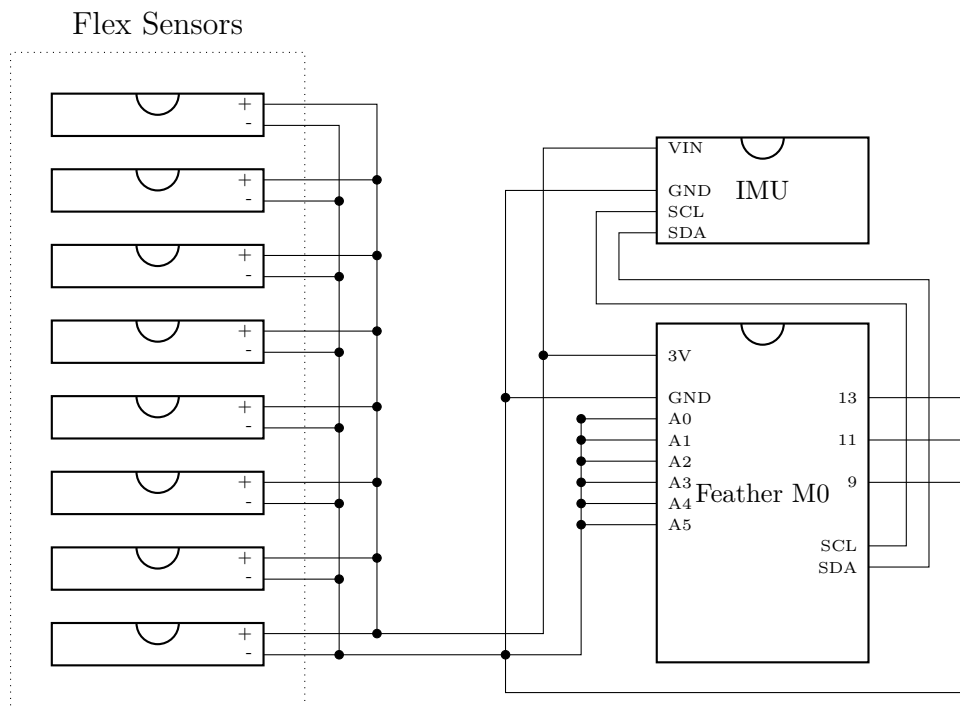 Flex Sensors
+
-
+
-
+
-
+
-
+
-
+
-
+
-
+
-
VIN
GND
SCL
SDA
IMU
3V
GND
A0
A1
A2
A3
A4
A5
Feather M0
13
11
9
SCL
SDA